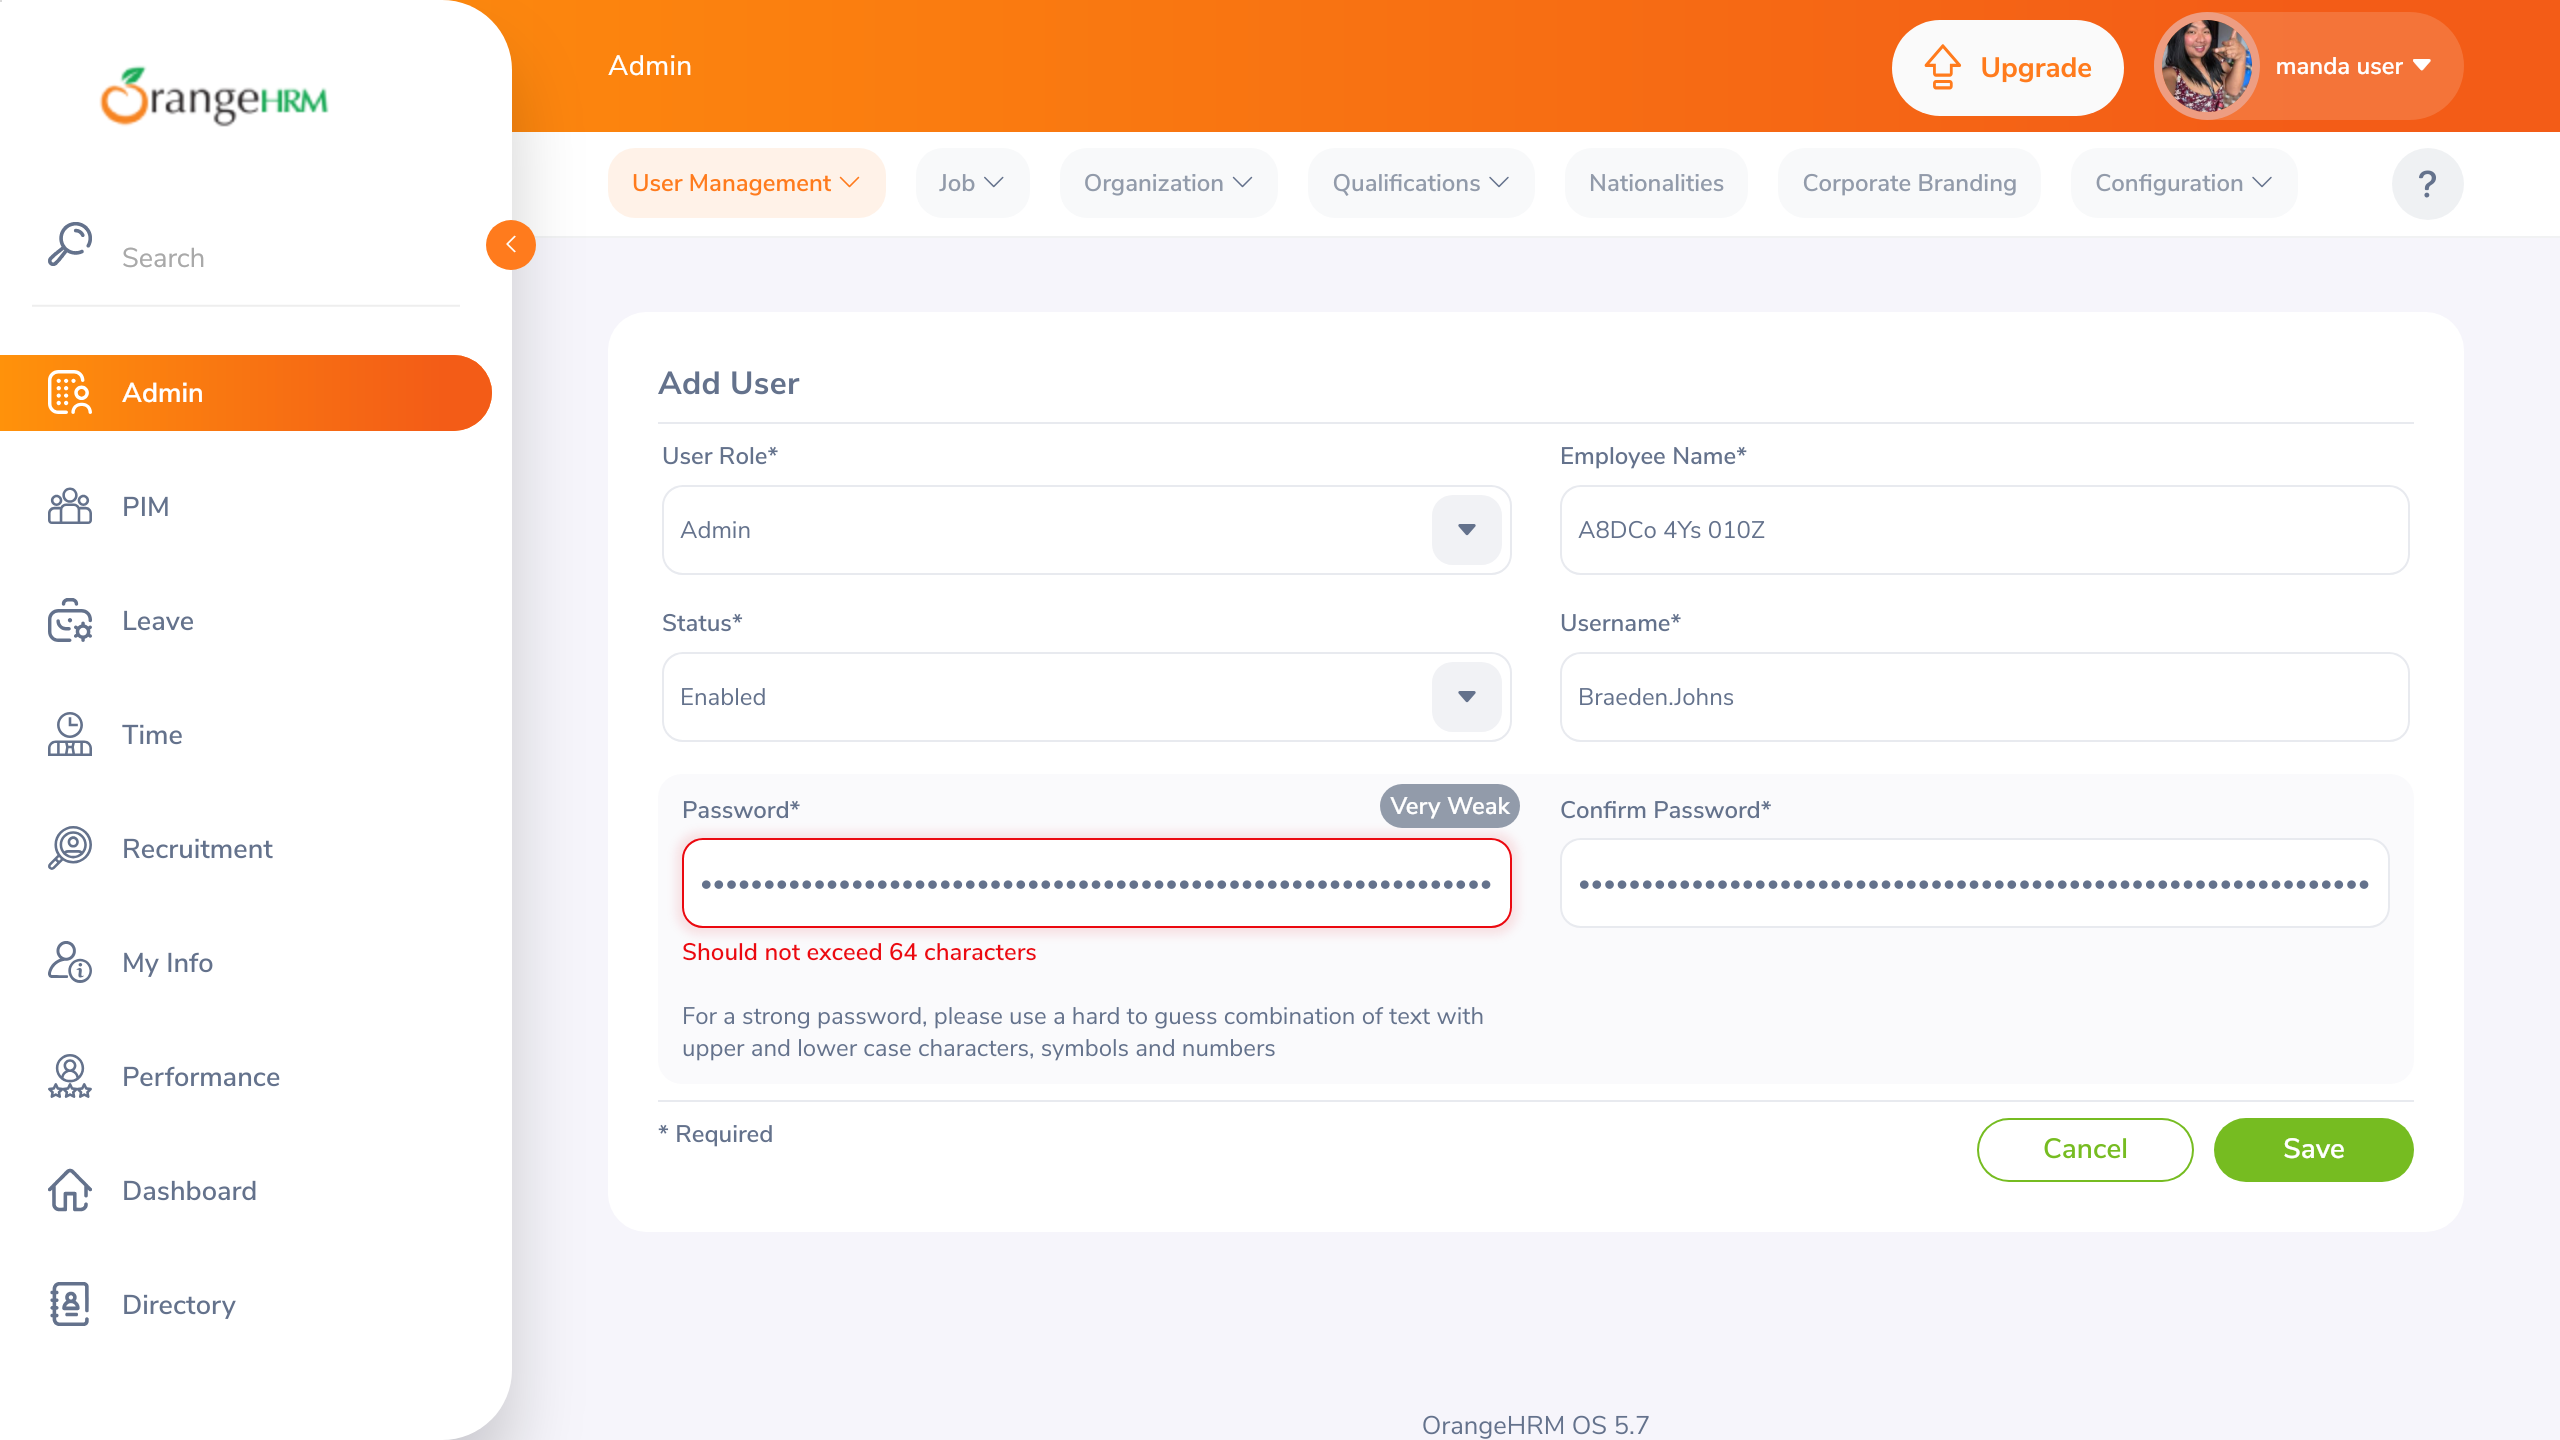 OrangeHRM
Search
Admin
PIM
Leave
Time
Recruitment
My Info
Performance
Dashboard
Directory
Admin
Upgrade
manda user
User Management
Job
Organization
Qualifications
Nationalities
Corporate Branding
Configuration
?
Add User
User Role*
Admin
Employee Name*
A8DCo 4Ys 010Z
Status*
Enabled
Username*
Braeden.Johns
Password*
Very Weak
Should not exceed 64 characters
For a strong password, please use a hard to guess combination of text with
upper and lower case characters, symbols and numbers
Confirm Password*
* Required
Cancel
Save
OrangeHRM OS 5.7